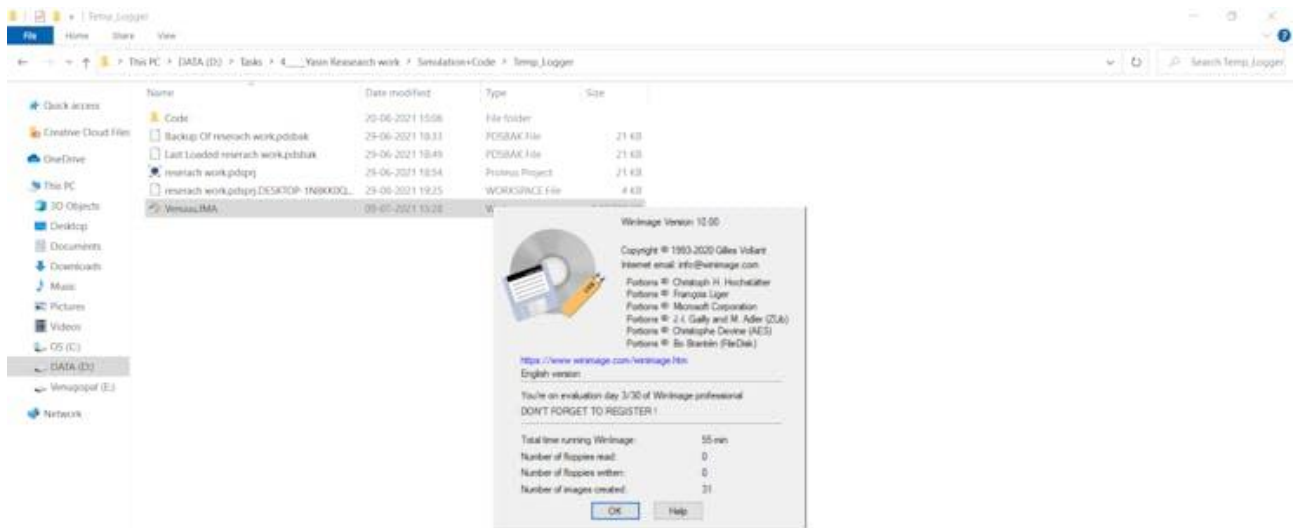 Temp_Logger
File Home Share View
This PC > DATA (D:) > Tasks > 4___Yasin Reasearch work > Simulation+Code > Temp_Logger
Search Temp_Logger
Name Date modified Type Size
Quick access
Creative Cloud Files
OneDrive
This PC
3D Objects
Desktop
Documents
Downloads
Music
Pictures
Videos
OS (C:)
DATA (D:)
Venugopal (E:)
Network
Code 20-06-2021 15:06 File folder
Backup Of reserach work.pdsbak 29-06-2021 18:33 PDSBAK File 21 KB
Last Loaded reserach work.pdsbak 29-06-2021 18:49 PDSBAK File 21 KB
reserach work.pdsprj 29-06-2021 18:54 Proteus Project 21 KB
reserach work.pdsprj.DESKTOP- 29-06-2021 19:25 WORKSPACE File 4 KB
09-07-2021
WinImage Version 10.00
Copyright © 1993-2020 Gilles Vollant
Internet email: info@winimage.com
Portions © Christoph H. Hochstätter
Portions © François Liger
Portions © Microsoft Corporation
Portions © J.-l. Gailly and M. Adler (ZLib)
Portions © Christophe Devine (AES)
Portions © Bo Brantén (FileDisk)
https://www.winimage.com/winimage.htm
English version
You're on evaluation day 3/30 of WinImage professional
DON'T FORGET TO REGISTER !
Total time running WinImage: 55 min
Number of floppies read: 0
Number of floppies written: 0
Number of images created: 31
OK Help